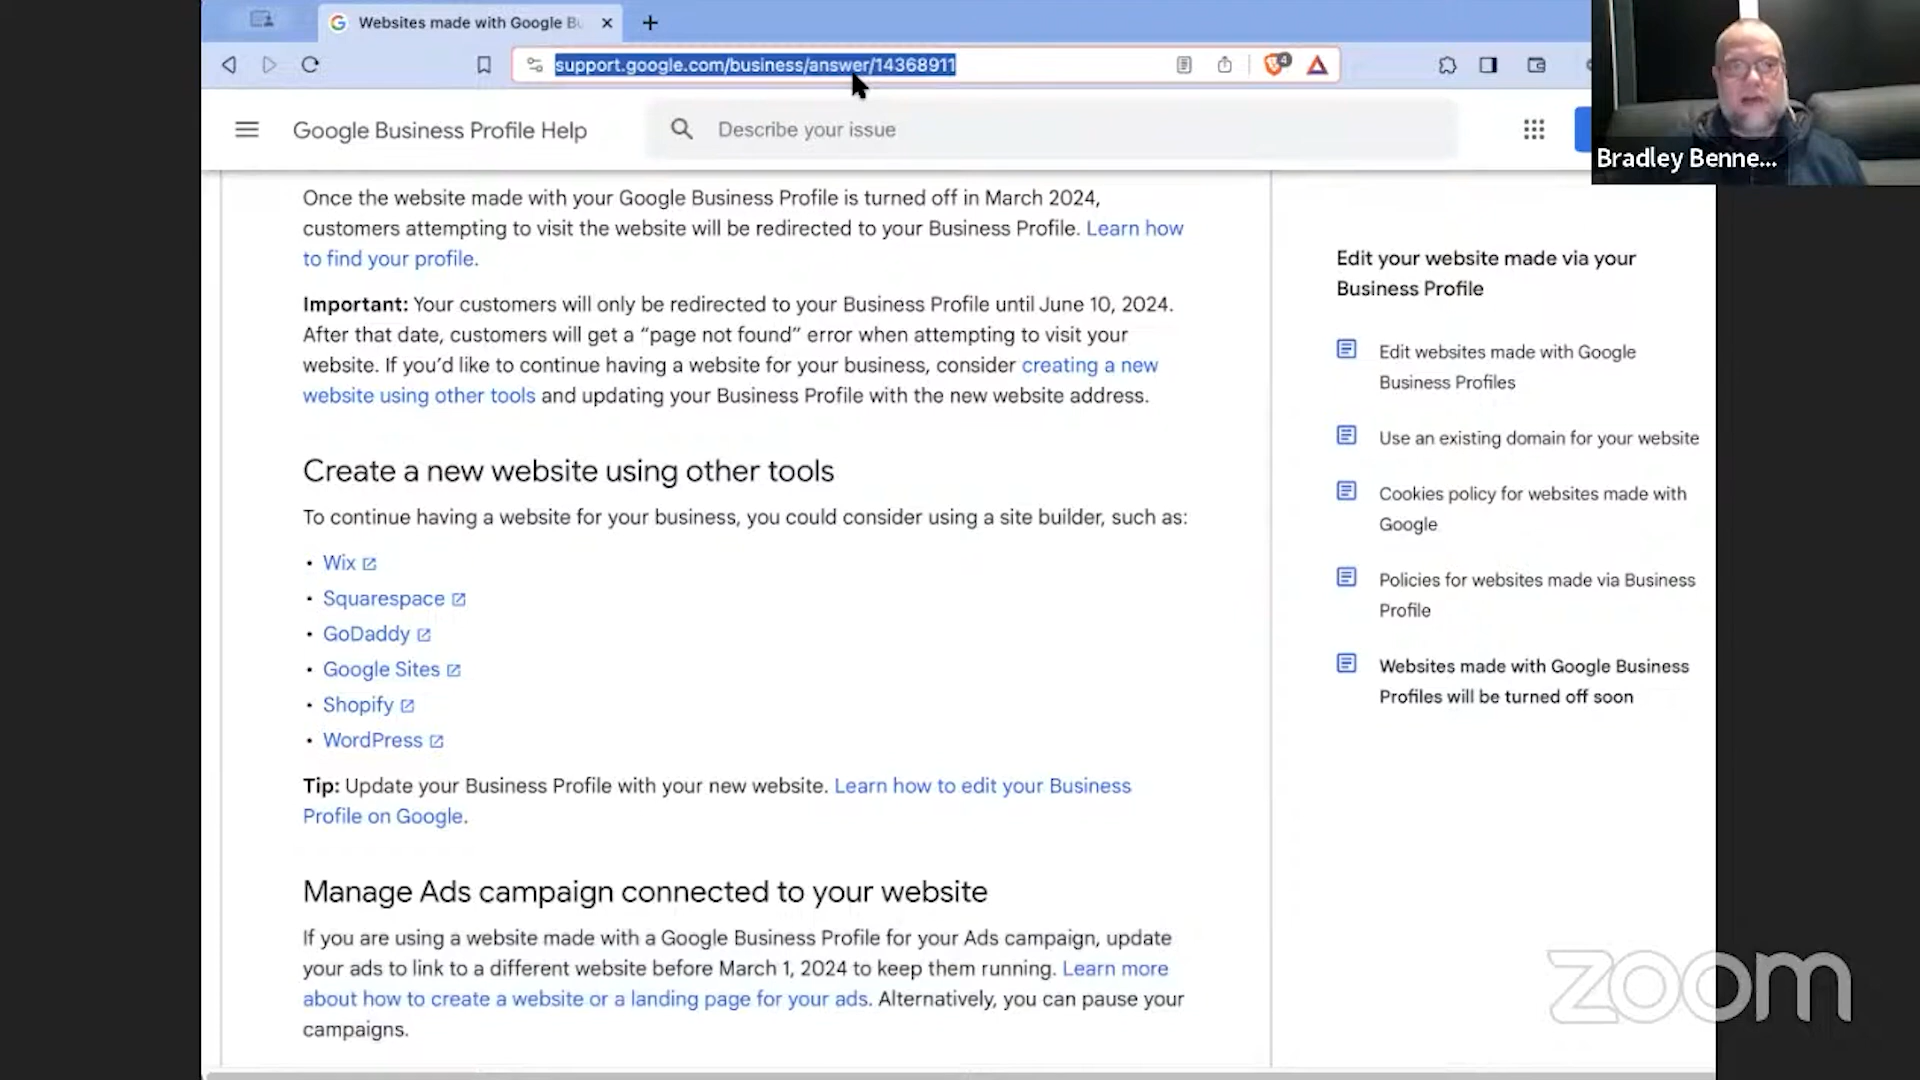 Websites made with Google Bu
support.google.com/business/answer/14368911
4
Google Business Profile Help
Describe your issue
Bradley Benne...
Once the website made with your Google Business Profile is turned off in March 2024,
customers attempting to visit the website will be redirected to your Business Profile. Learn how
to find your profile.
Important: Your customers will only be redirected to your Business Profile until June 10, 2024.
After that date, customers will get a “page not found” error when attempting to visit your
website. If you’d like to continue having a website for your business, consider creating a new
website using other tools and updating your Business Profile with the new website address.
Create a new website using other tools
To continue having a website for your business, you could consider using a site builder, such as:
• Wix
• Squarespace
• GoDaddy
• Google Sites
• Shopify
• WordPress
Tip: Update your Business Profile with your new website. Learn how to edit your Business
Profile on Google.
Manage Ads campaign connected to your website
If you are using a website made with a Google Business Profile for your Ads campaign, update
your ads to link to a different website before March 1, 2024 to keep them running. Learn more
about how to create a website or a landing page for your ads. Alternatively, you can pause your
campaigns.
Edit your website made via your
Business Profile
Edit websites made with Google
Business Profiles
Use an existing domain for your website
Cookies policy for websites made with
Google
Policies for websites made via Business
Profile
Websites made with Google Business
Profiles will be turned off soon
zoom